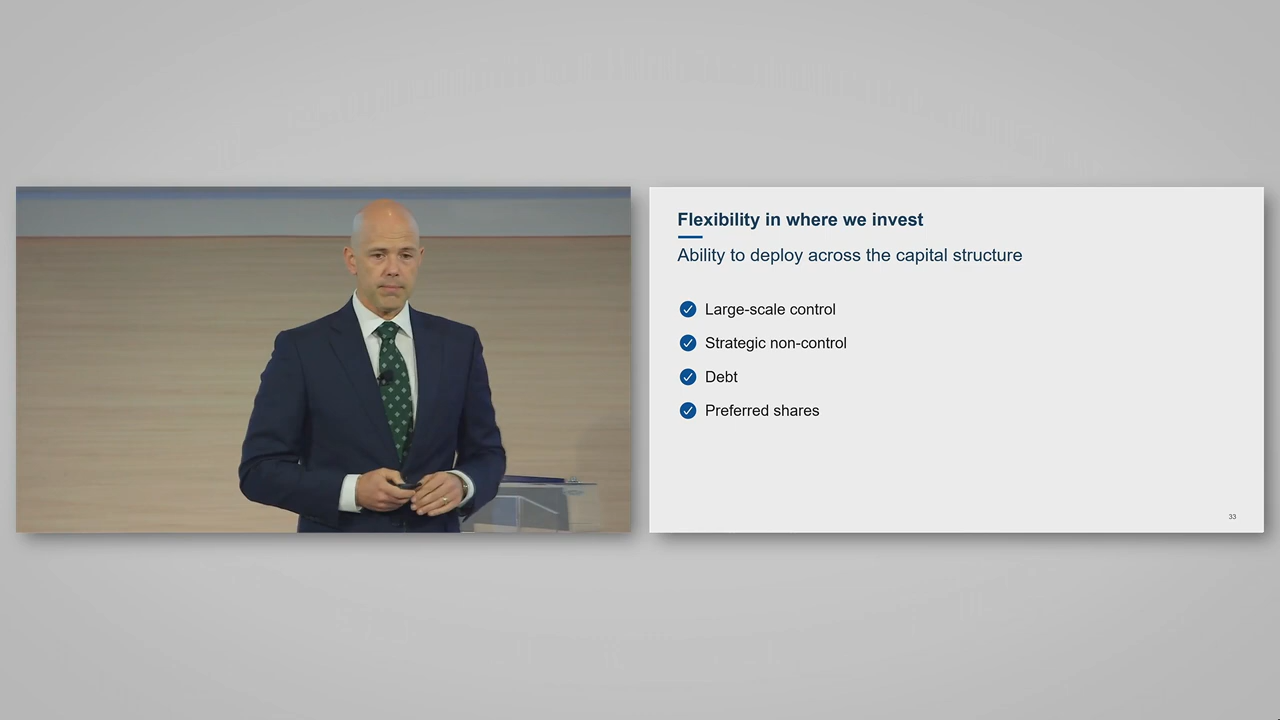 Flexibility in where we invest
Ability to deploy across the capital structure
Large-scale control
Strategic non-control
Debt
Preferred shares
33